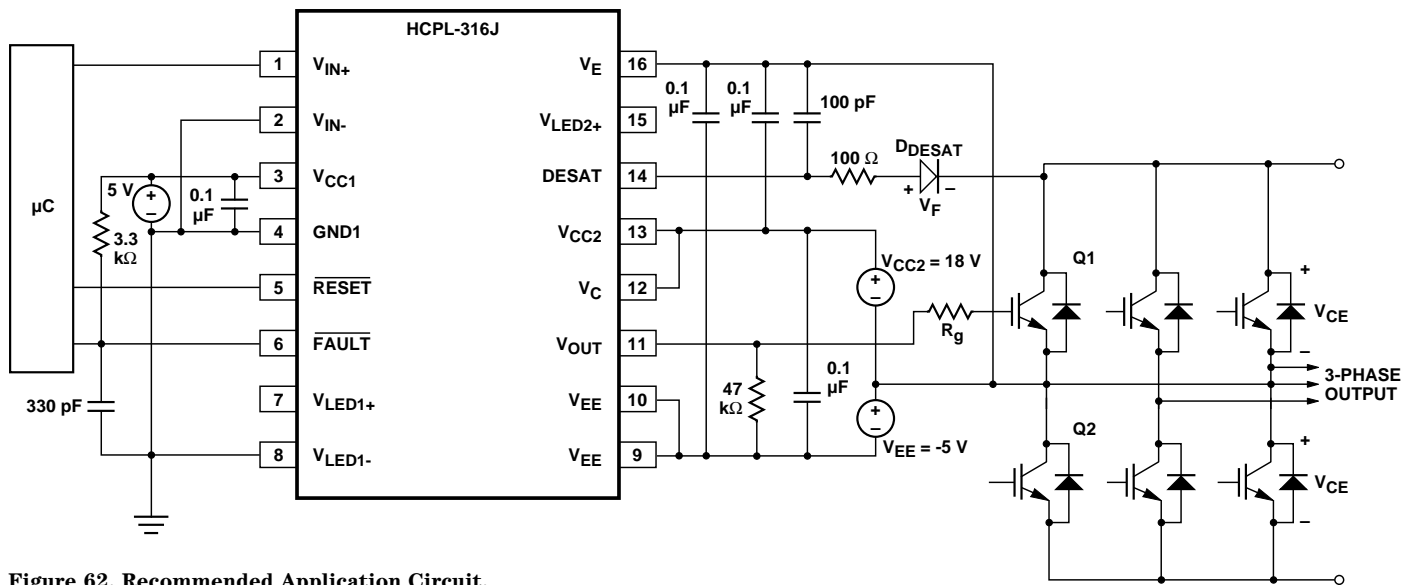 HCPL-316J
µC
1 V_IN+
2 V_IN-
3 V_CC1
4 GND1
5 R̅E̅S̅E̅T̅
6 F̅A̅U̅L̅T̅
7 V_LED1+
8 V_LED1-
5 V
+
–
0.1
µF
3.3
kΩ
330 pF
V_E 16
V_LED2+ 15
DESAT 14
V_CC2 13
V_C 12
V_OUT 11
V_EE 10
V_EE 9
0.1
µF
0.1
µF
100 pF
100 Ω
D_DESAT
+ –
V_F
V_CC2 = 18 V
+
–
R_g
47
kΩ
0.1
µF
+
–
V_EE = -5 V
Q1
Q2
+
V_CE
–
3-PHASE
OUTPUT
+
V_CE
–
Figure 62. Recommended Application Circuit.